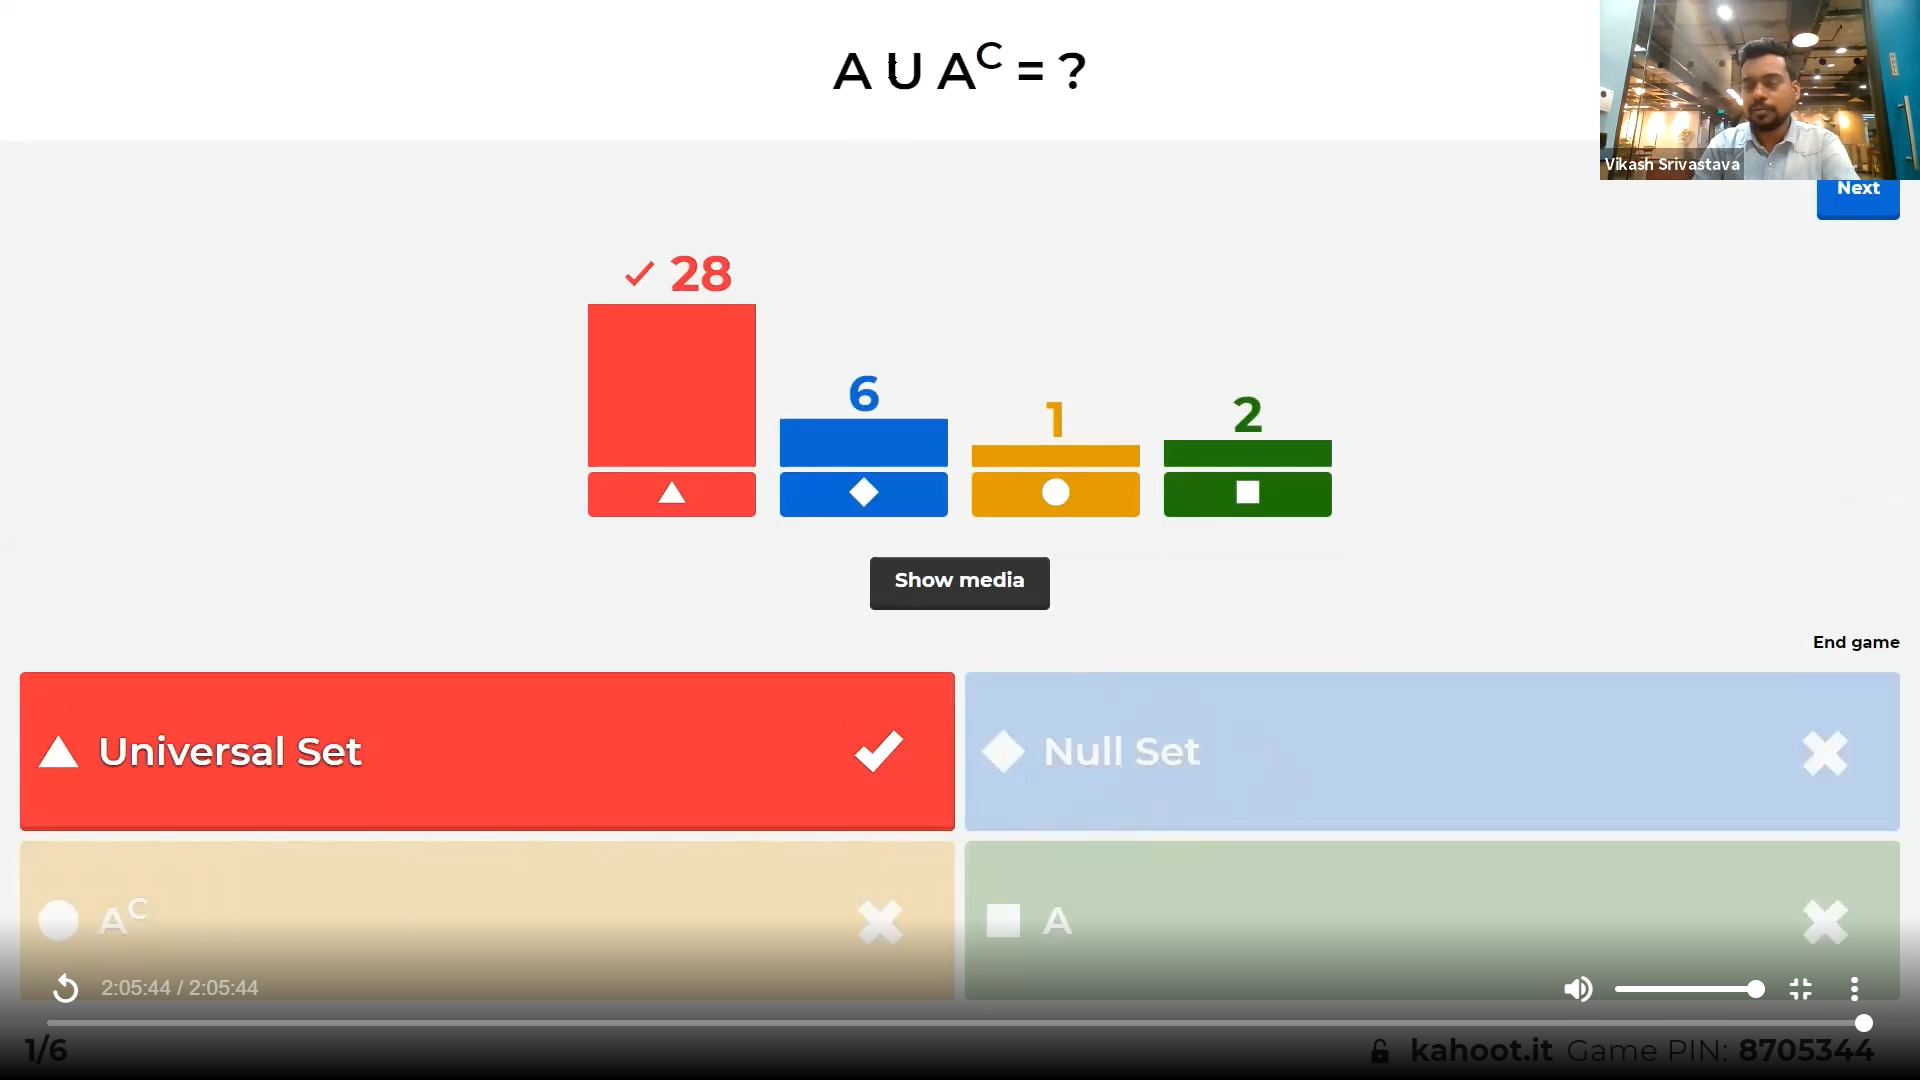 A U A^C = ?
Vikash Srivastava
Next
28
6
1
2
Show media
End game
Universal Set
Null Set
A^C
A
2:05:44 / 2:05:44
1/6
kahoot.it Game PIN: 8705344